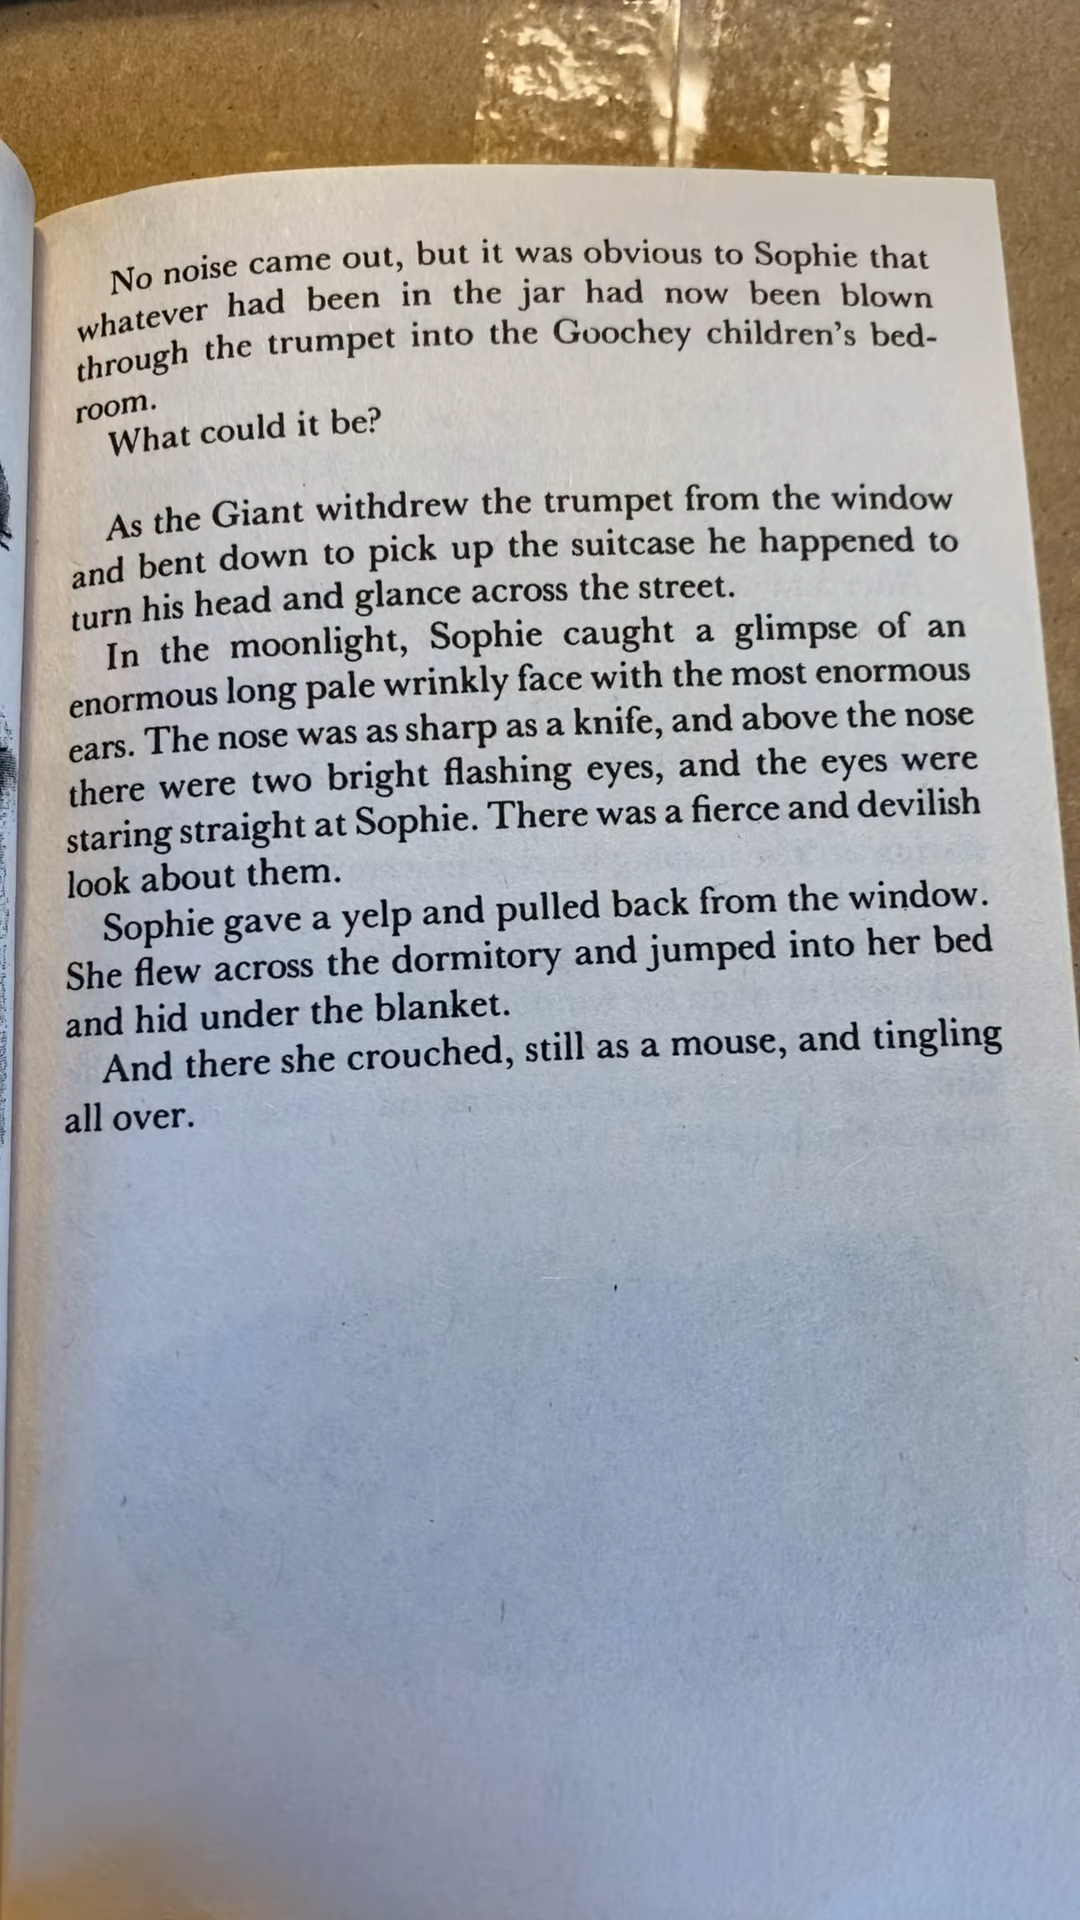 No noise came out, but it was obvious to Sophie that
whatever had been in the jar had now been blown
through the trumpet into the Goochey children's bed-
room.
What could it be?
As the Giant withdrew the trumpet from the window
and bent down to pick up the suitcase he happened to
turn his head and glance across the street.
In the moonlight, Sophie caught a glimpse of an
enormous long pale wrinkly face with the most enormous
ears. The nose was as sharp as a knife, and above the nose
there were two bright flashing eyes, and the eyes were
staring straight at Sophie. There was a fierce and devilish
look about them.
Sophie gave a yelp and pulled back from the window.
She flew across the dormitory and jumped into her bed
and hid under the blanket.
And there she crouched, still as a mouse, and tingling
all over.